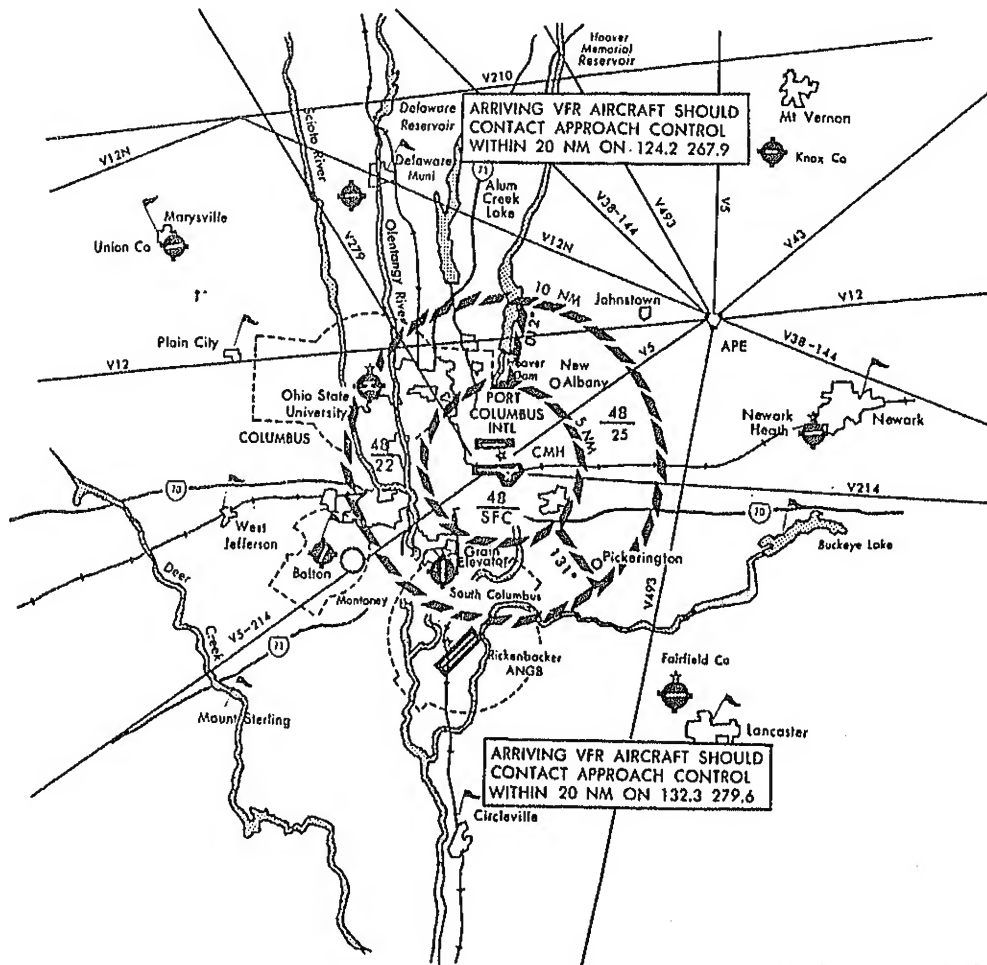 Hoover
Memorial
Reservoir
V210
ARRIVING VFR AIRCRAFT SHOULD
CONTACT APPROACH CONTROL
WITHIN 20 NM ON 124.2 267.9
Mt Vernon
Delaware
Reservoir
Scioto River
V12N
Delaware
Muni
71
Knox Co
Alum
Creek
Lake
Marysville
Union Co
V279
Olentangy River
V12N
V38-144
V493
V5
V43
10 NM
Johnstown
V12
012°
APE
Plain City
V12
V5
V38-144
Dam
New
Albany
Ohio State
University
PORT
COLUMBUS
INTL
5 NM
48
25
Newark
Heath
Newark
COLUMBUS
48
22
CMH
V214
70
48
SFC
70
West
Jefferson
Buckeye Lake
Bolton
Grain
Elevator
131°
Pickerington
Deer
Creek
South Columbus
Montoney
V493
V5-214
71
Rickenbacker
ANGB
Fairfield Co
Mount Sterling
Lancaster
ARRIVING VFR AIRCRAFT SHOULD
CONTACT APPROACH CONTROL
WITHIN 20 NM ON 132.3 279.6
Circleville